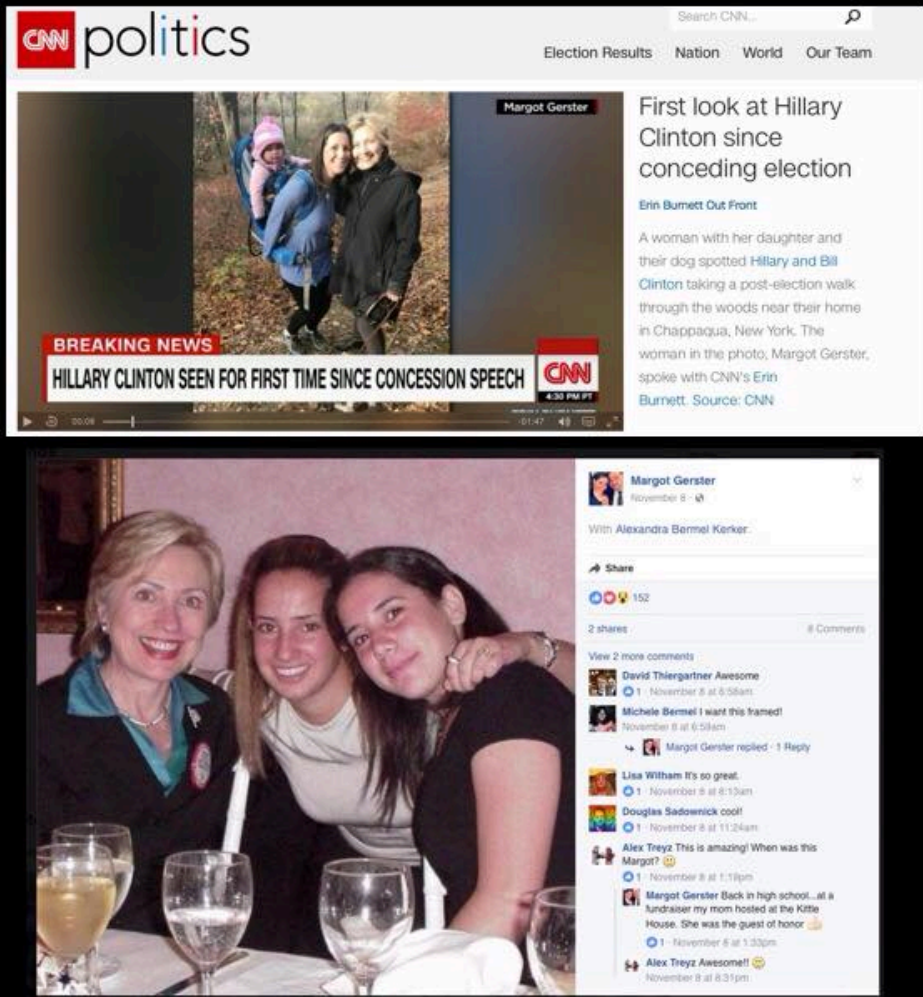 CNN politics
Search CNN...
Election Results Nation World Our Team
Margot Gerster
BREAKING NEWS
HILLARY CLINTON SEEN FOR FIRST TIME SINCE CONCESSION SPEECH
CNN
4:30 PM PT
00:06
-01:47
First look at Hillary
Clinton since
conceding election
Erin Burnett Out Front
A woman with her daughter and
their dog spotted Hillary and Bill
Clinton taking a post-election walk
through the woods near their home
in Chappaqua, New York. The
woman in the photo, Margot Gerster,
spoke with CNN's Erin
Burnett. Source: CNN
Margot Gerster
November 8
With Alexandra Bermel Kerker.
Share
152
2 shares
8 Comments
View 2 more comments
David Thiergartner Awesome
1 · November 8 at 6:58am
Michele Bermel I want this framed!
November 8 at 6:59am
Margot Gerster replied · 1 Reply
Lisa Witham It's so great.
1 · November 8 at 8:13am
Douglas Sadownick cool!
1 · November 8 at 11:24am
Alex Treyz This is amazing! When was this
Margot?
1 · November 8 at 1:19pm
Margot Gerster Back in high school...at a
fundraiser my mom hosted at the Kittle
House. She was the guest of honor
1 · November 8 at 1:33pm
Alex Treyz Awesome!!
November 8 at 8:31pm